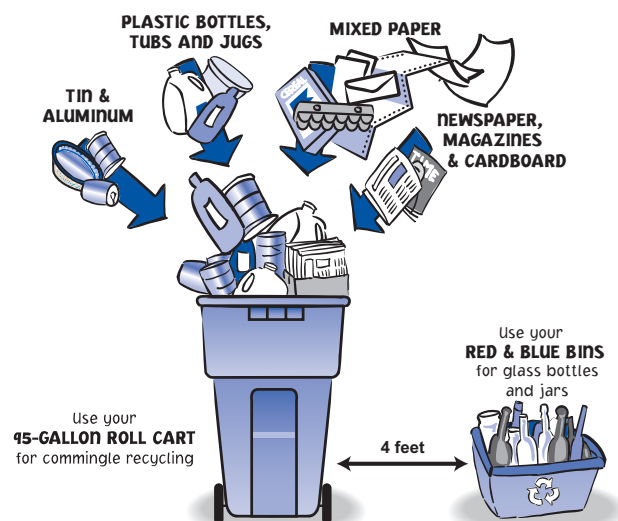 PLASTIC BOTTLES,
TUBS AND JUGS
MIXED PAPER
TIN &
ALUMINUM
CEREAL
NEWSPAPER,
MAGAZINES
& CARDBOARD
TIME
Use your
RED & BLUE BINS
for glass bottles
and jars
Use your
95-GALLON ROLL CART
for commingle recycling
4 feet